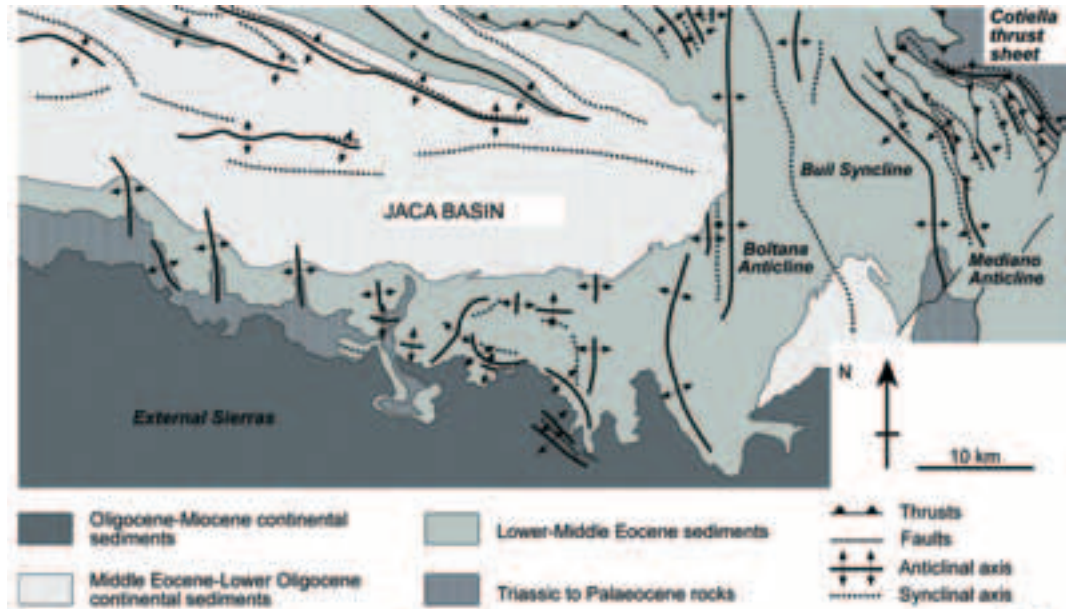 Cotiella
thrust
sheet
Buil Syncline
JACA BASIN
Boltana
Anticline
Mediano
Anticline
N
External Sierras
10 km
Oligocene-Miocene continental
sediments
Lower-Middle Eocene sediments
Middle Eocene-Lower Oligocene
continental sediments
Triassic to Palaeocene rocks
Thrusts
Faults
Anticlinal axis
Synclinal axis